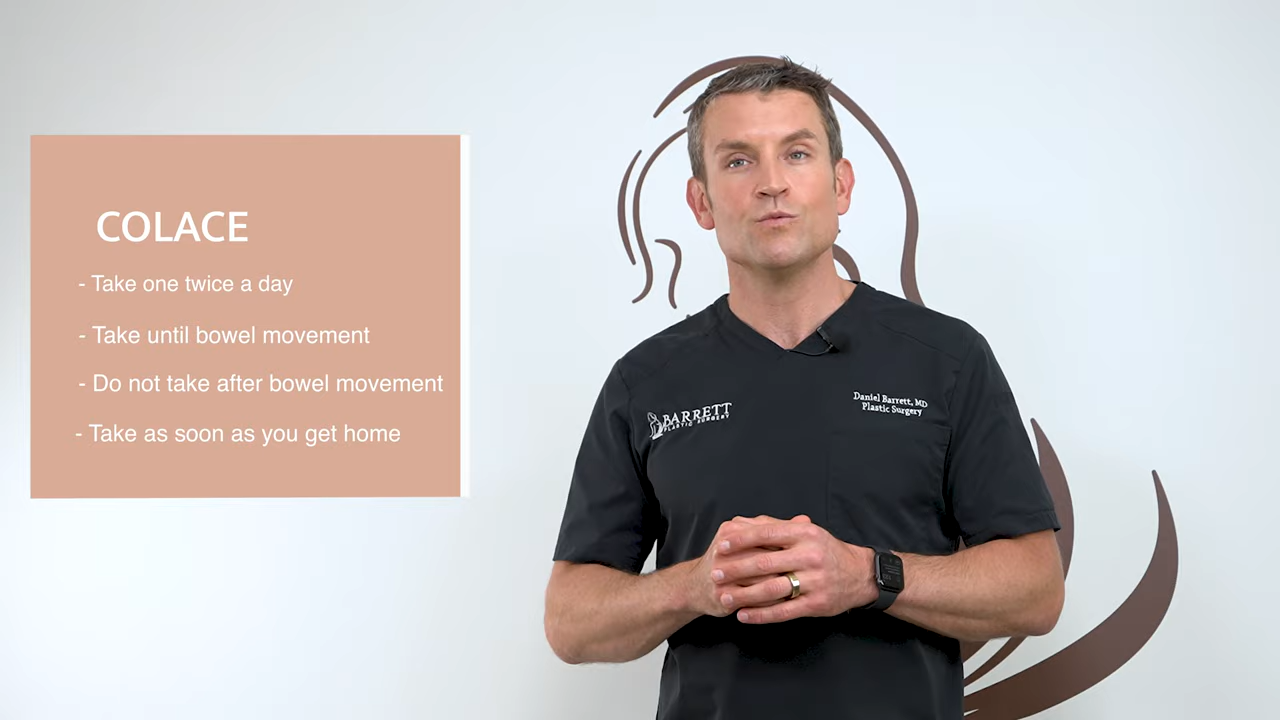 COLACE
- Take one twice a day
- Take until bowel movement
- Do not take after bowel movement
- Take as soon as you get home
BARRETT
PLASTIC SURGERY
Daniel Barrett, MD
Plastic Surgery